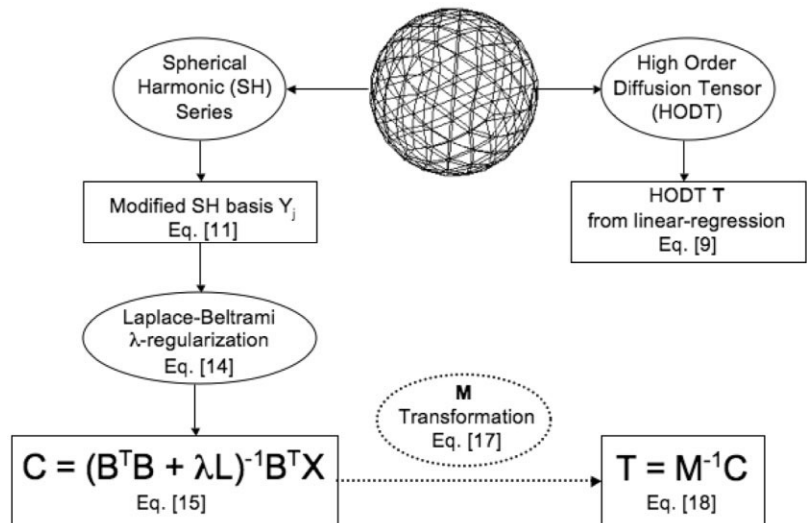 Spherical
Harmonic (SH)
Series
High Order
Diffusion Tensor
(HODT)
Modified SH basis Yⱼ
Eq. [11]
HODT T
from linear-regression
Eq. [9]
Laplace-Beltrami
λ-regularization
Eq. [14]
M
Transformation
Eq. [17]
C = (BᵀB + λL)⁻¹BᵀX
Eq. [15]
T = M⁻¹C
Eq. [18]